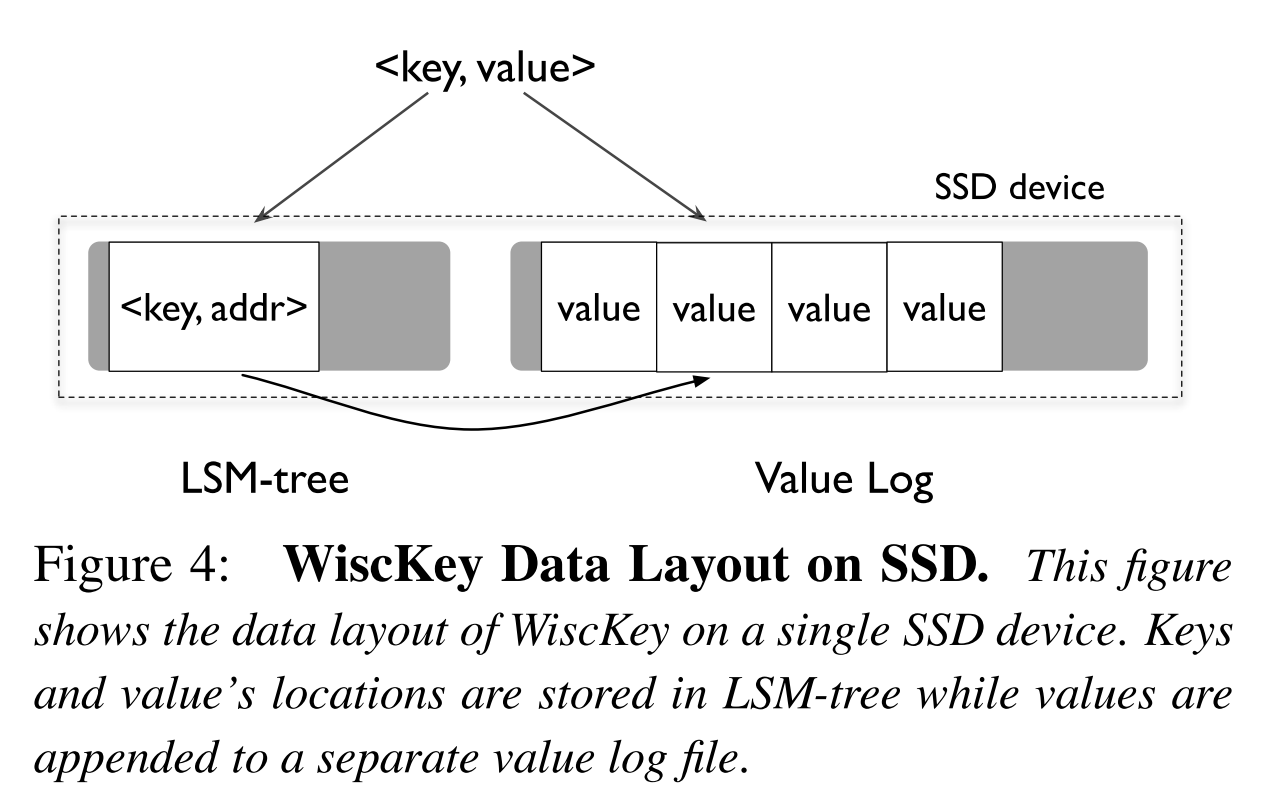 <key, value>
SSD device
<key, addr>
value value value value
LSM-tree
Value Log
Figure 4: WiscKey Data Layout on SSD. This figure
shows the data layout of WiscKey on a single SSD device. Keys
and value’s locations are stored in LSM-tree while values are
appended to a separate value log file.